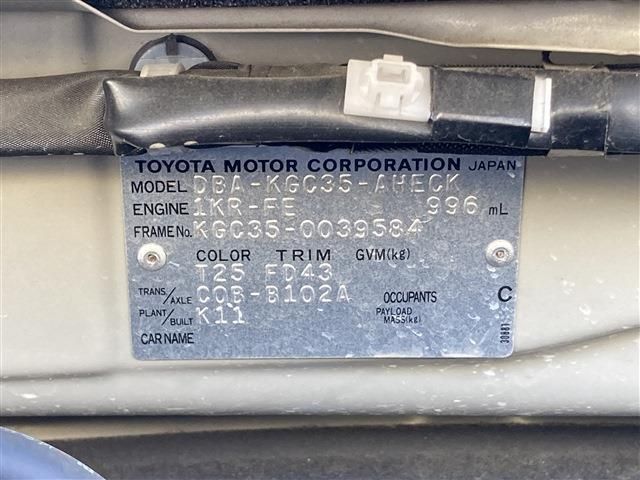 TOYOTA MOTOR CORPORATION JAPAN
MODEL DBA-KGC35-AHECK
ENGINE 1KR-FE 996 mL
FRAME No. KGC35-0039584
COLOR TRIM GVM(kg)
T25 FD43
TRANS/AXLE C0B-B102A OCCUPANTS C
PLANT/BUILT K11 PAYLOAD MASS(kg)
CAR NAME